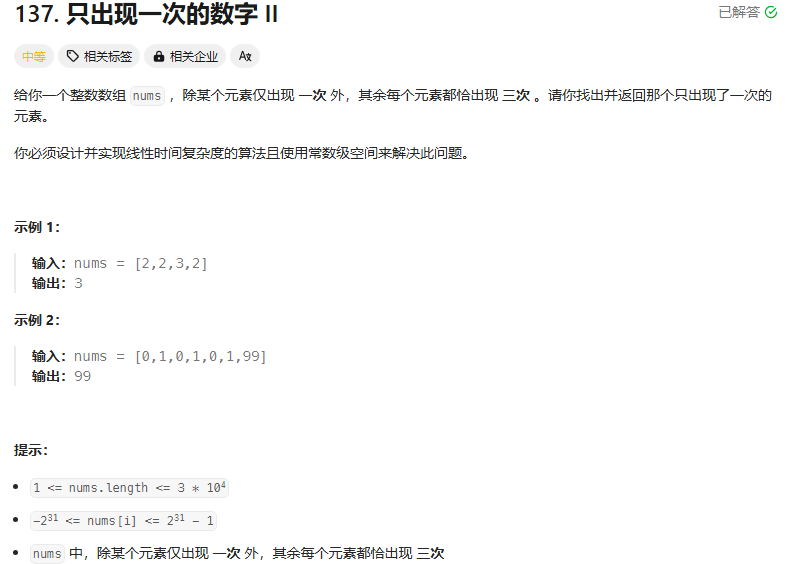 137. 只出现一次的数字 II
已解答
中等 相关标签 相关企业 Ax
给你一个整数数组 nums ，除某个元素仅出现 一次 外，其余每个元素都恰出现 三次 。请你找出并返回那个只出现了一次的
元素。
你必须设计并实现线性时间复杂度的算法且使用常数级空间来解决此问题。
示例 1：
输入：nums = [2,2,3,2]
输出：3
示例 2：
输入：nums = [0,1,0,1,0,1,99]
输出：99
提示：
• 1 <= nums.length <= 3 * 10⁴
• -2³¹ <= nums[i] <= 2³¹ - 1
• nums 中，除某个元素仅出现 一次 外，其余每个元素都恰出现 三次